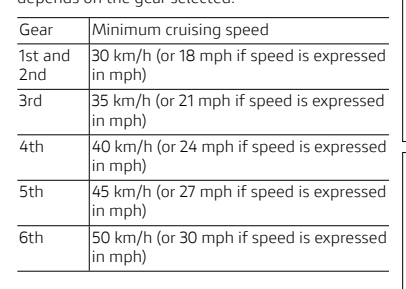 depends on the gear selected.
Gear Minimum cruising speed
1st and 30 km/h (or 18 mph if speed is expressed
2nd in mph)
3rd 35 km/h (or 21 mph if speed is expressed
in mph)
4th 40 km/h (or 24 mph if speed is expressed
in mph)
5th 45 km/h (or 27 mph if speed is expressed
in mph)
6th 50 km/h (or 30 mph if speed is expressed
in mph)